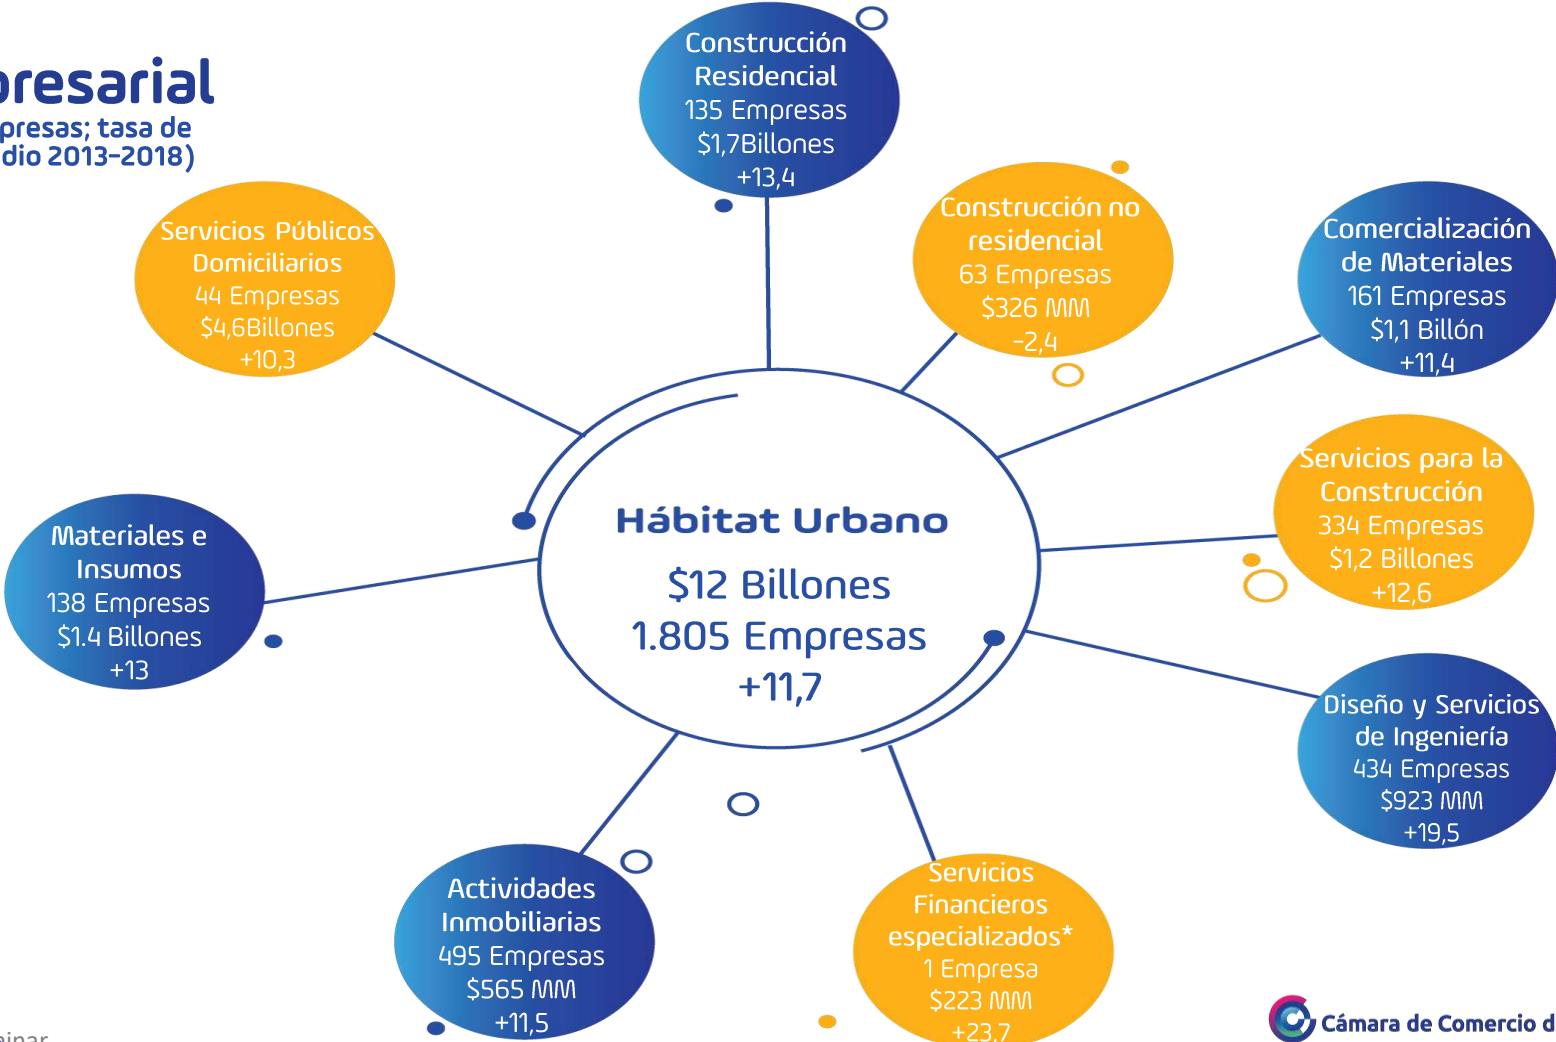 presarial
presas; tasa de
dio 2013-2018)
Construcción
Residencial
135 Empresas
$1,7Billones
+13,4
Servicios Públicos
Domiciliarios
44 Empresas
$4,6Billones
+10,3
Construcción no
residencial
63 Empresas
$326 MM
-2,4
Comercialización
de Materiales
161 Empresas
$1,1 Billón
+11,4
Servicios para la
Construcción
334 Empresas
$1,2 Billones
+12,6
Materiales e
Insumos
138 Empresas
$1.4 Billones
+13
Hábitat Urbano
$12 Billones
1.805 Empresas
+11,7
Diseño y Servicios
de Ingeniería
434 Empresas
$923 MM
+19,5
Actividades
Inmobiliarias
495 Empresas
$565 MM
+11,5
Servicios
Financieros
especializados*
1 Empresa
$223 MM
+23,7
Cámara de Comercio d